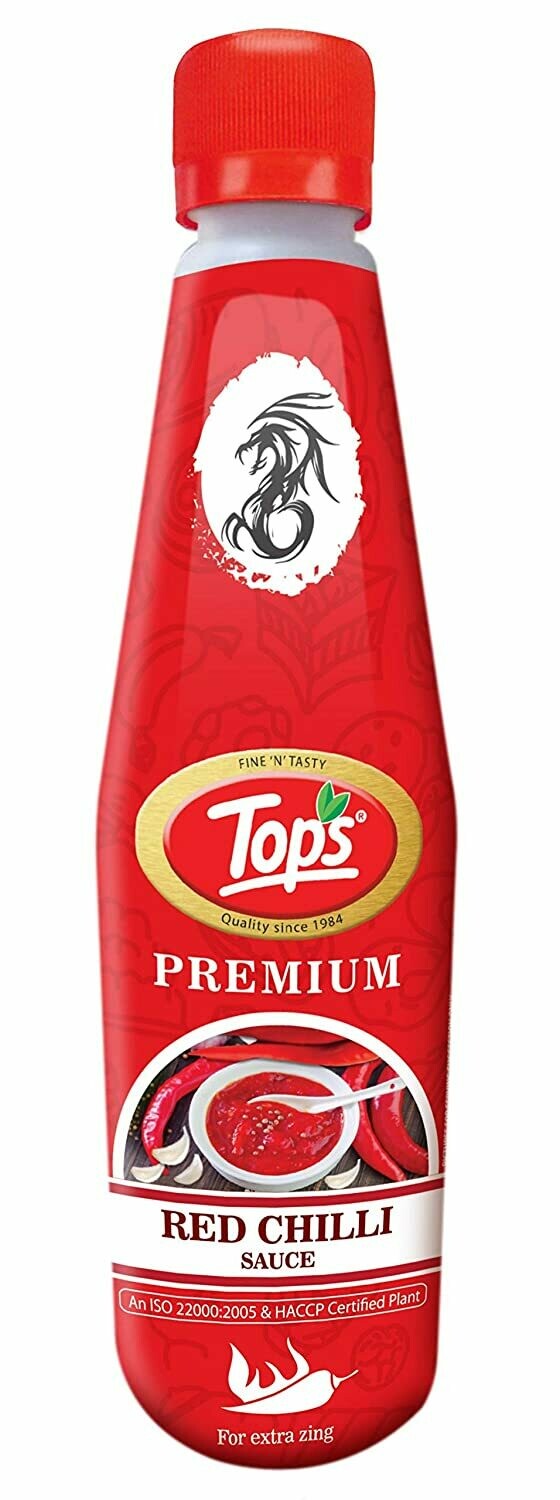 FINE 'N' TASTY
Tops®
Quality since 1984
PREMIUM
RED CHILLI
SAUCE
An ISO 22000:2005 & HACCP Certified Plant
For extra zing